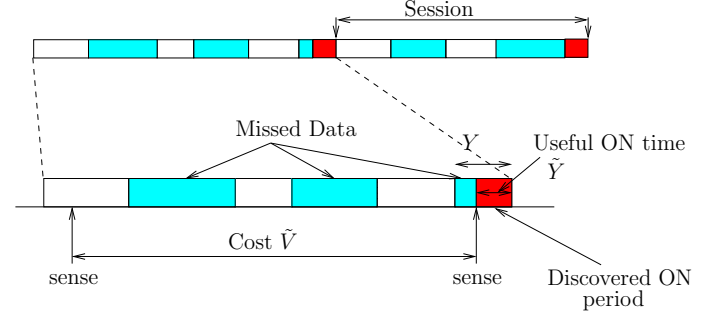 Session
Missed Data
Y
Useful ON time
Ỹ
Cost Ṽ
sense
sense
Discovered ON
period